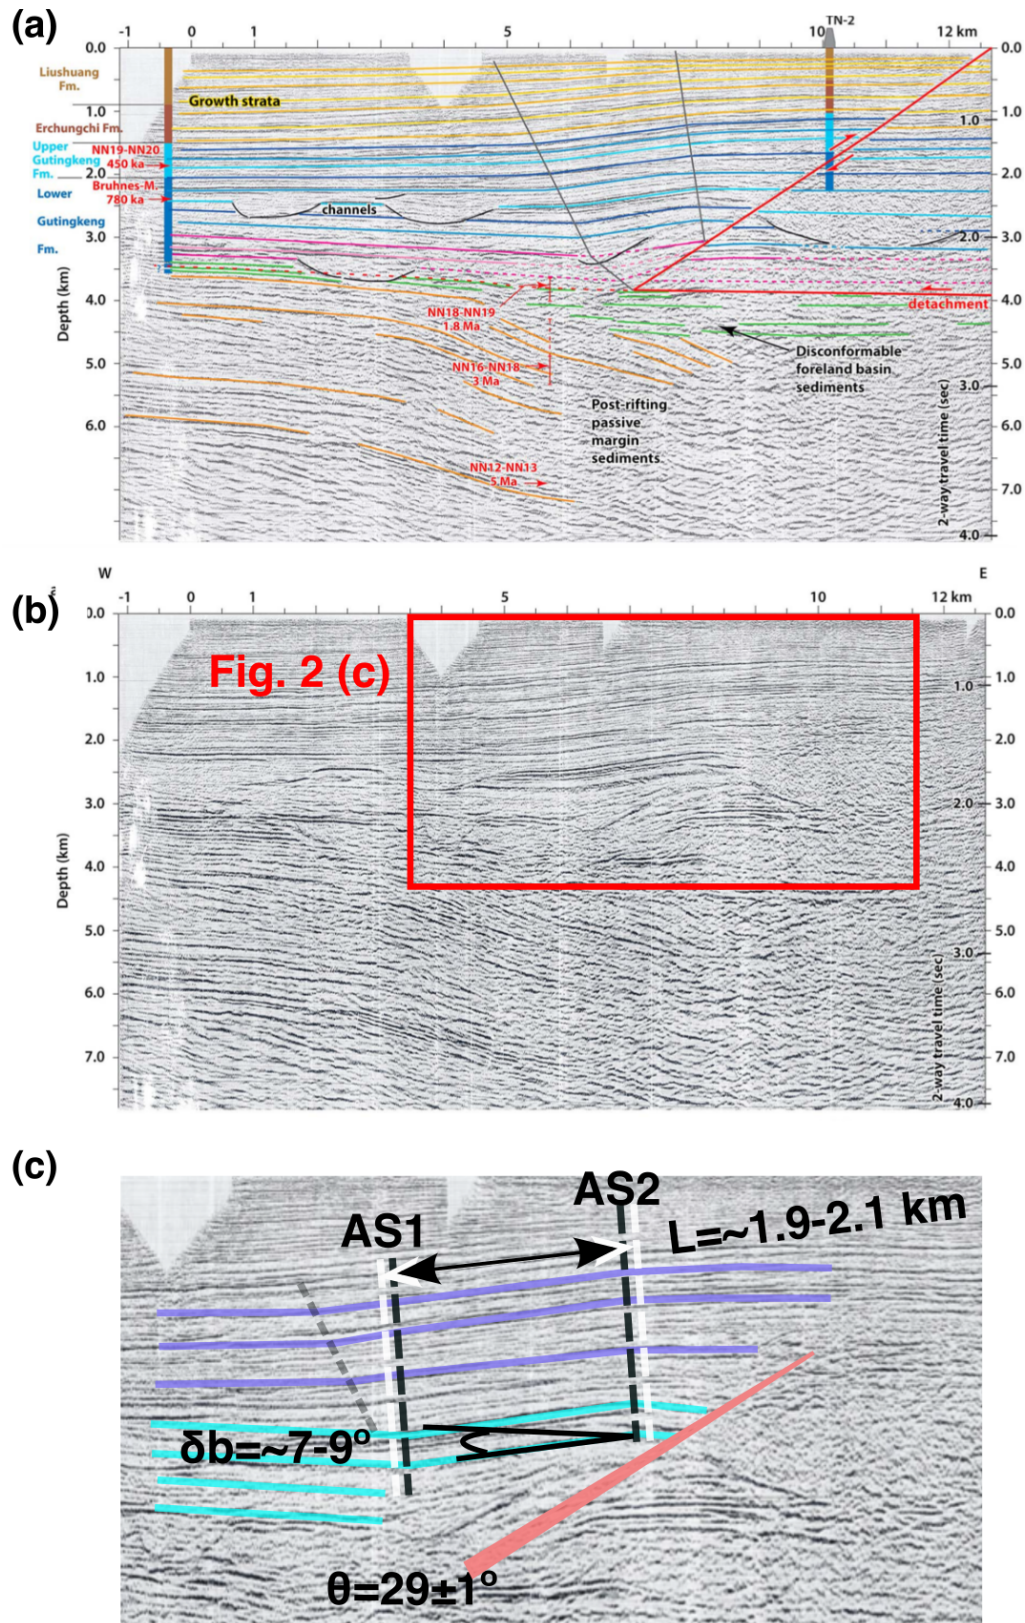 (a)
TN-2
-1 0 1 5 10 12 km
0.0 0.0
Liushuang
Fm.
Growth strata
1.0 1.0
1.0
Erchungchi Fm.
Upper
NN19-NN20
Gutingkeng
450 ka
Fm.
2.0 2.0
Bruhnes-M.
Lower
780 ka
channels
Gutingkeng
3.0 2.0 3.0
Fm.
4.0 4.0
detachment
NN18-NN19
1.8 Ma
Depth (km)
Disconformable
foreland basin
sediments
5.0 5.0
NN16-NN18
3 Ma
3.0
Post-rifting
passive
margin
sediments
6.0 6.0
NN12-NN13
5 Ma
7.0 7.0
2-way travel time (sec)
4.0
W E
(b)
-1 0 1 5 10 12 km
0.0 0.0
Fig. 2 (c)
1.0 1.0
1.0
2.0 2.0
3.0 2.0 3.0
4.0 4.0
Depth (km)
5.0 5.0
3.0
6.0 6.0
7.0 7.0
2-way travel time (sec)
4.0
(c)
AS2
AS1
L=~1.9-2.1 km
δb=~7-9°
θ=29±1°